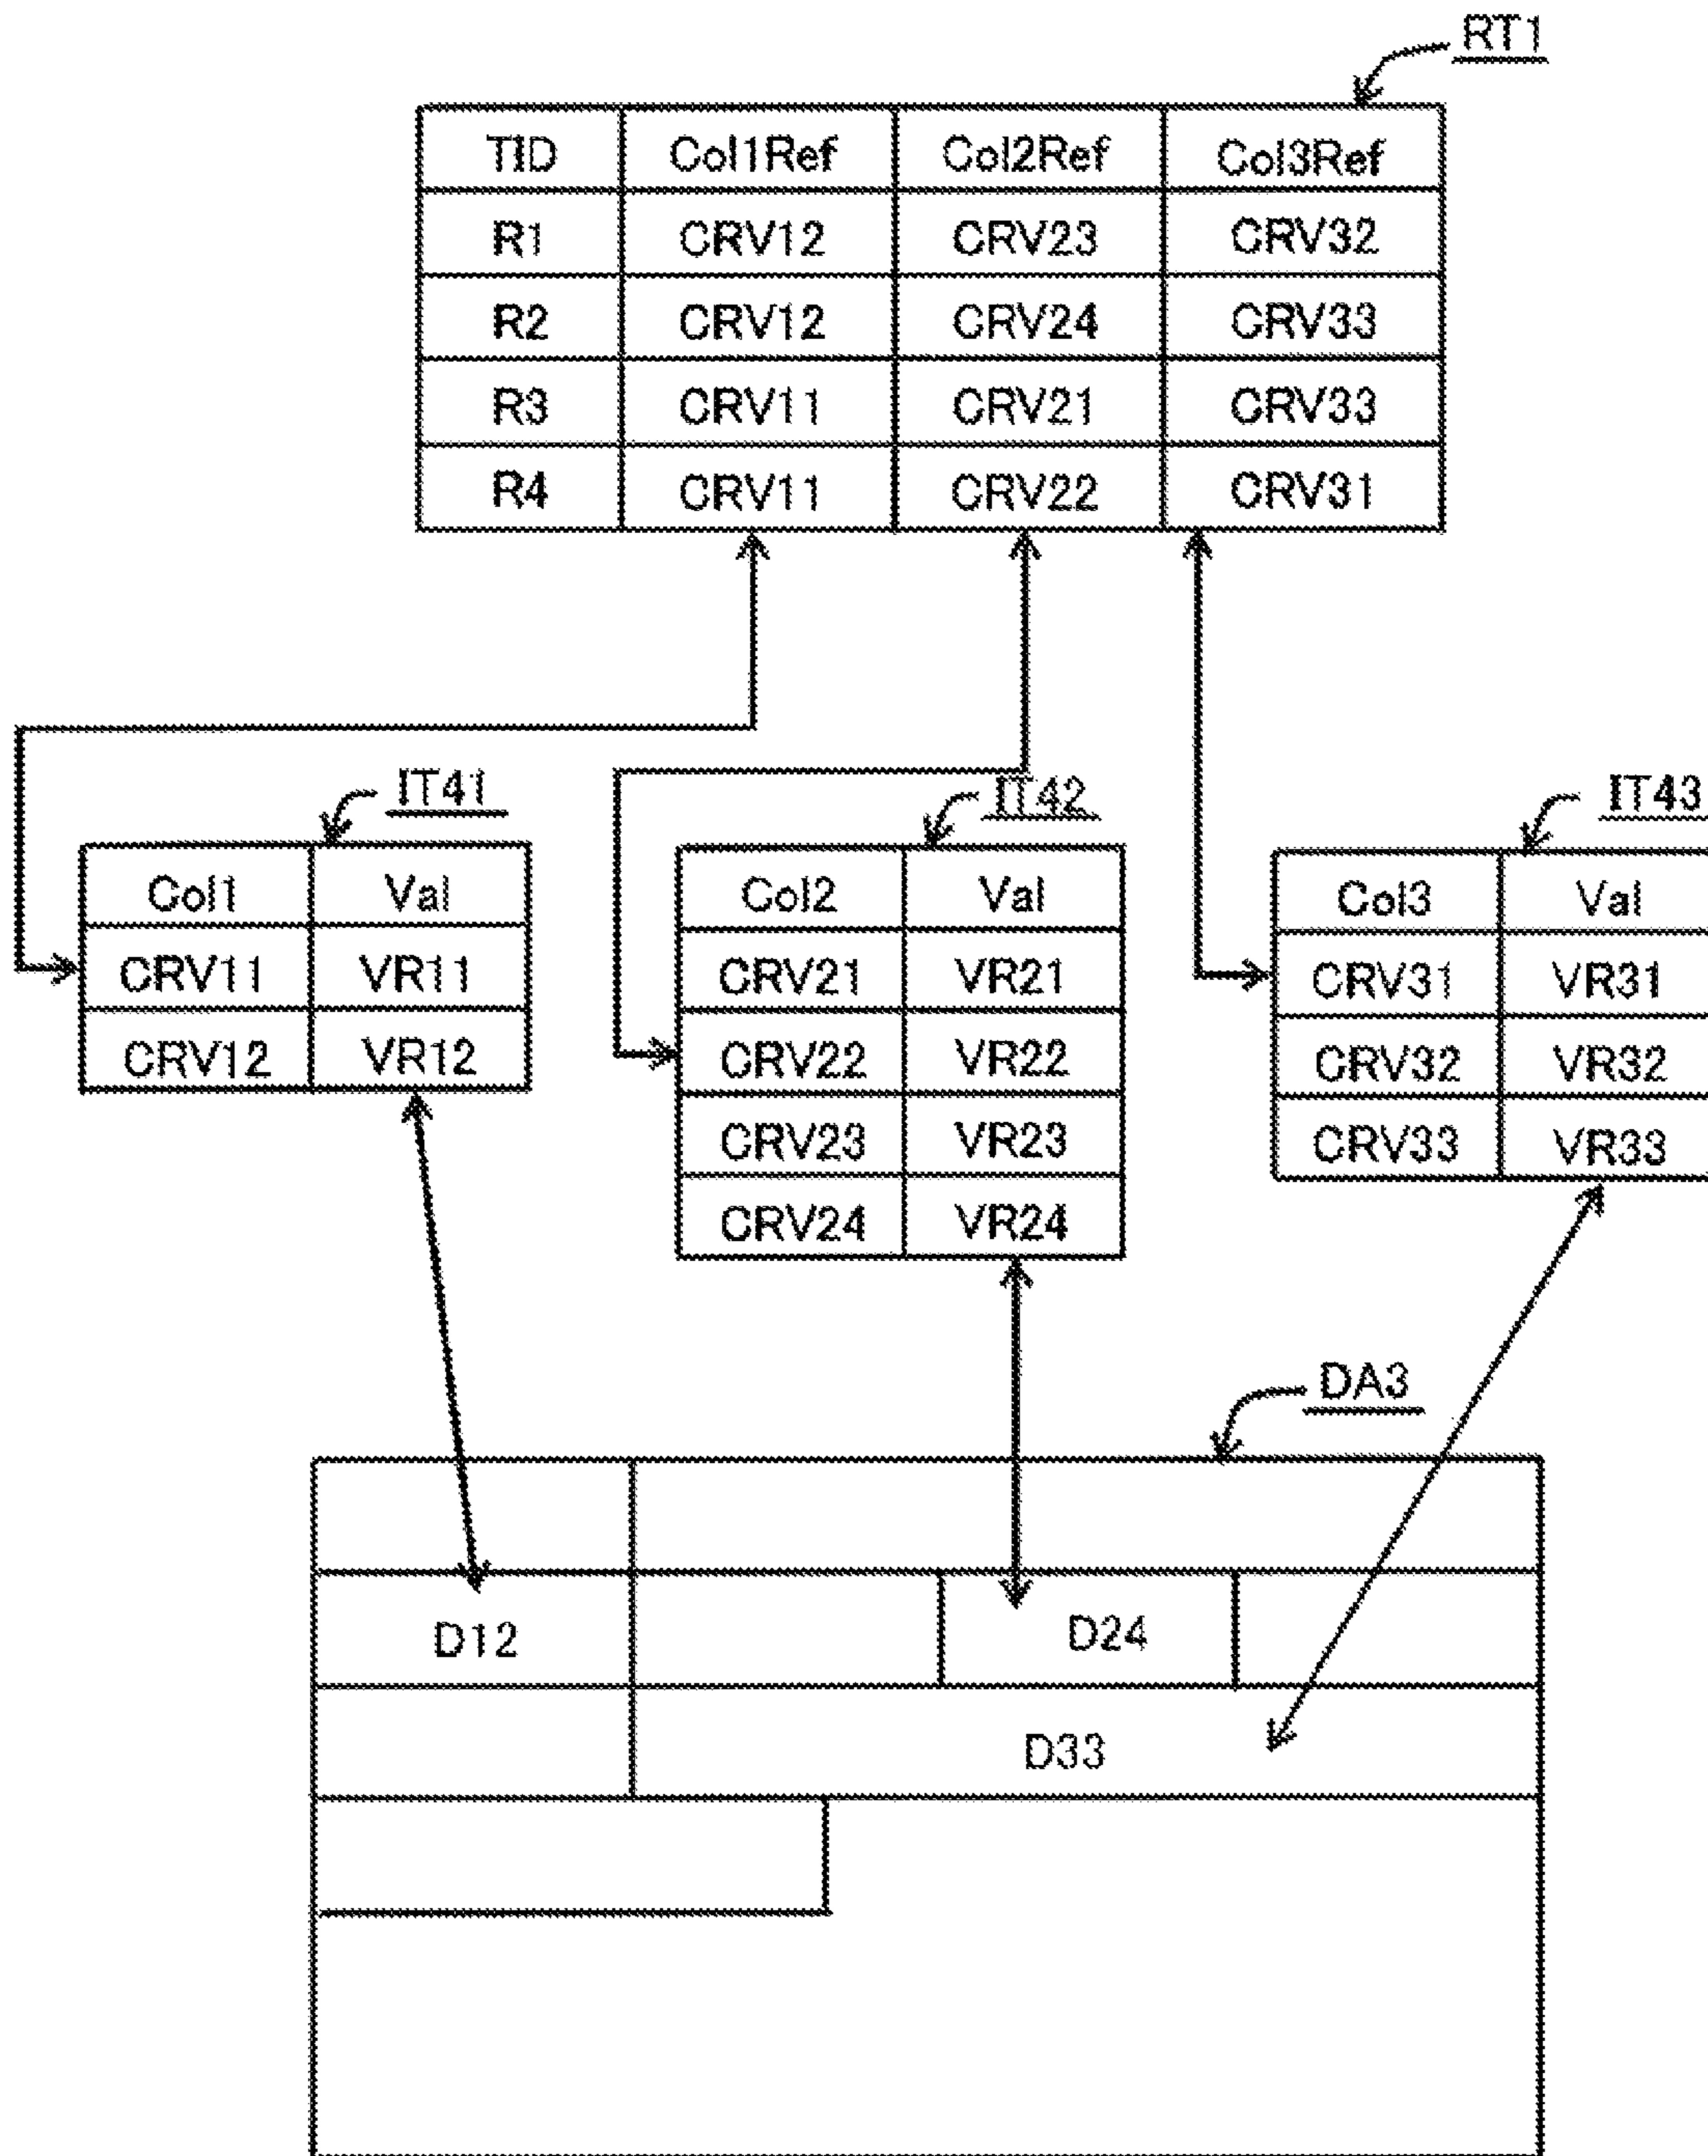 RT1
TID Col1Ref Col2Ref Col3Ref
R1 CRV12 CRV23 CRV32
R2 CRV12 CRV24 CRV33
R3 CRV11 CRV21 CRV33
R4 CRV11 CRV22 CRV31
IT41
Col1 Val
CRV11 VR11
CRV12 VR12
IT42
Col2 Val
CRV21 VR21
CRV22 VR22
CRV23 VR23
CRV24 VR24
IT43
Col3 Val
CRV31 VR31
CRV32 VR32
CRV33 VR33
DA3
D12 D24
D33